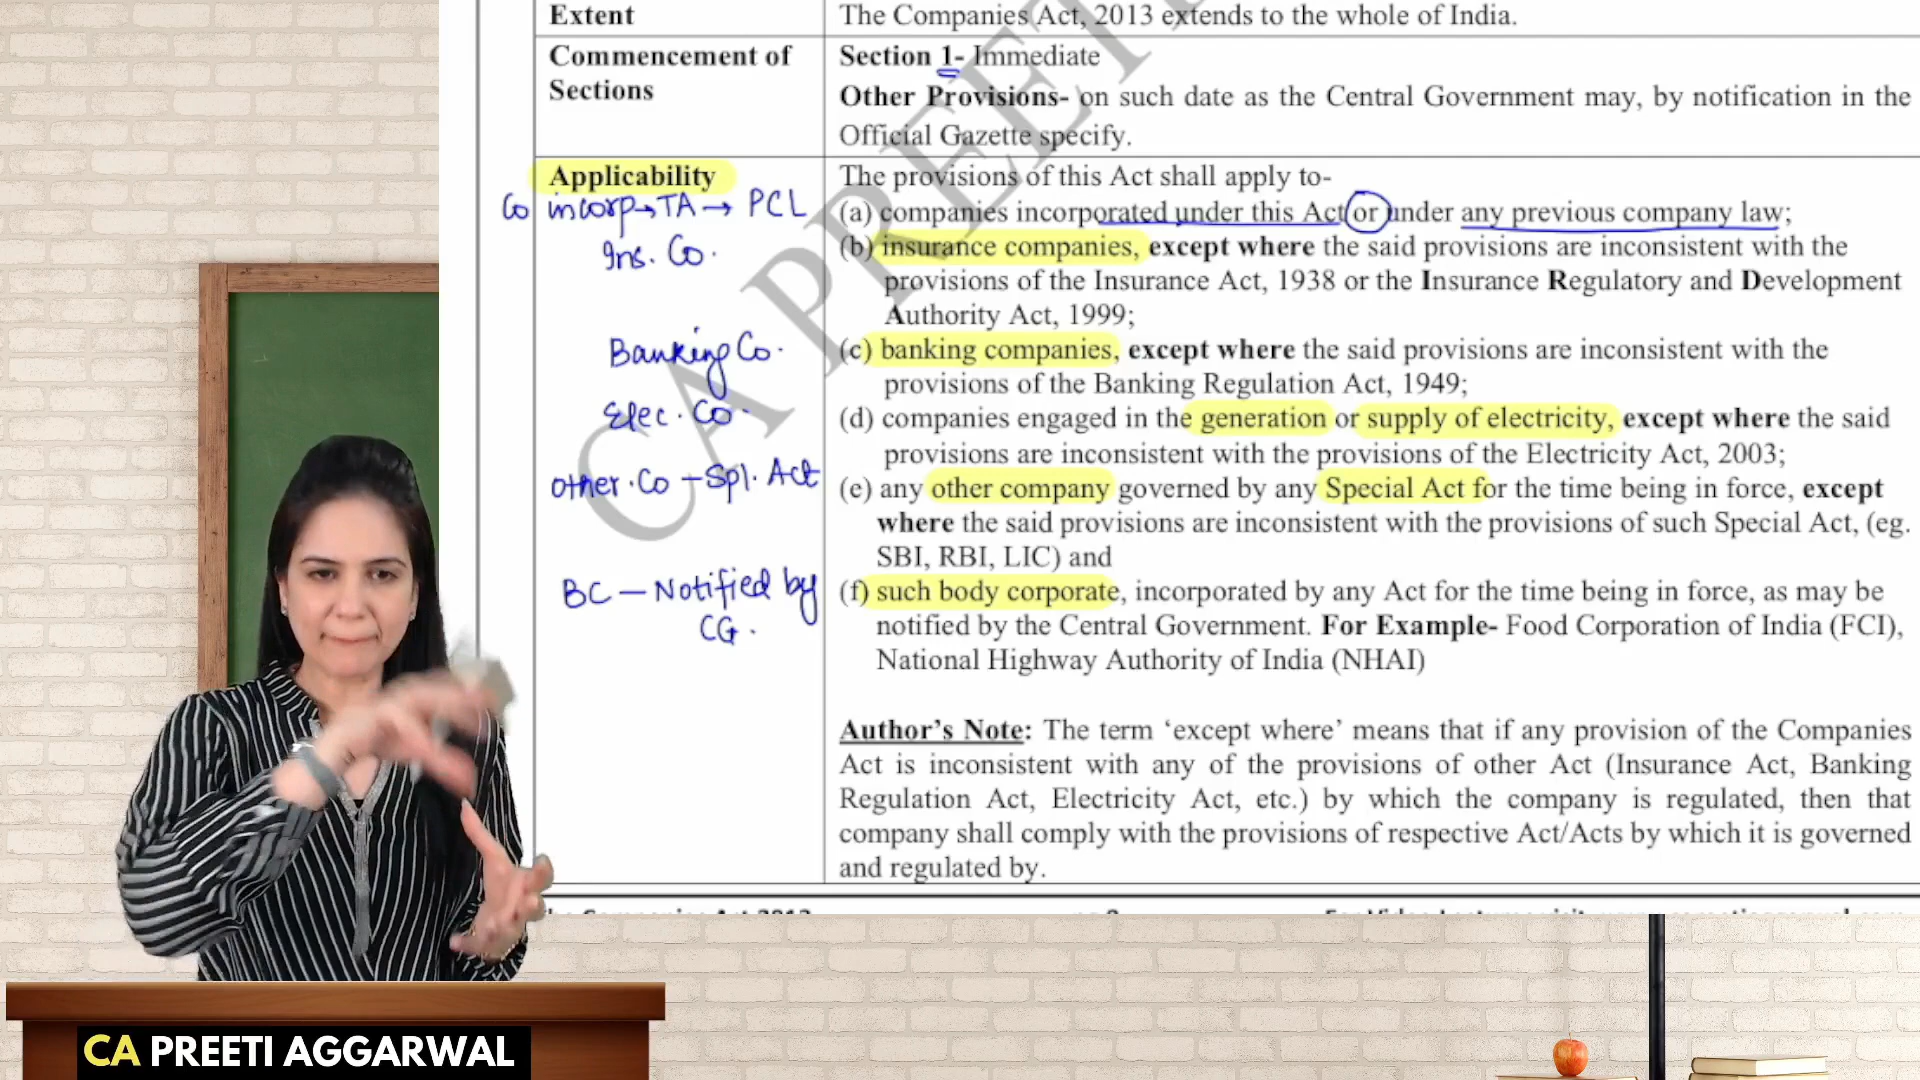 Extent
The Companies Act, 2013 extends to the whole of India.
Commencement of
Sections
Section 1- Immediate
Other Provisions- on such date as the Central Government may, by notification in the
Official Gazette specify.
Applicability
Co incorp→TA→ PCL
Ins. Co.
Banking Co.
Elec. Co.
Other. Co – Spl. Act
BC – Notified by
CG.
The provisions of this Act shall apply to-
(a) companies incorporated under this Act or under any previous company law;
(b) insurance companies, except where the said provisions are inconsistent with the
provisions of the Insurance Act, 1938 or the Insurance Regulatory and Development
Authority Act, 1999;
(c) banking companies, except where the said provisions are inconsistent with the
provisions of the Banking Regulation Act, 1949;
(d) companies engaged in the generation or supply of electricity, except where the said
provisions are inconsistent with the provisions of the Electricity Act, 2003;
(e) any other company governed by any Special Act for the time being in force, except
where the said provisions are inconsistent with the provisions of such Special Act, (eg.
SBI, RBI, LIC) and
(f) such body corporate, incorporated by any Act for the time being in force, as may be
notified by the Central Government. For Example- Food Corporation of India (FCI),
National Highway Authority of India (NHAI)
Author's Note: The term 'except where' means that if any provision of the Companies
Act is inconsistent with any of the provisions of other Act (Insurance Act, Banking
Regulation Act, Electricity Act, etc.) by which the company is regulated, then that
company shall comply with the provisions of respective Act/Acts by which it is governed
and regulated by.
CA PREETI
CA PREETI AGGARWAL